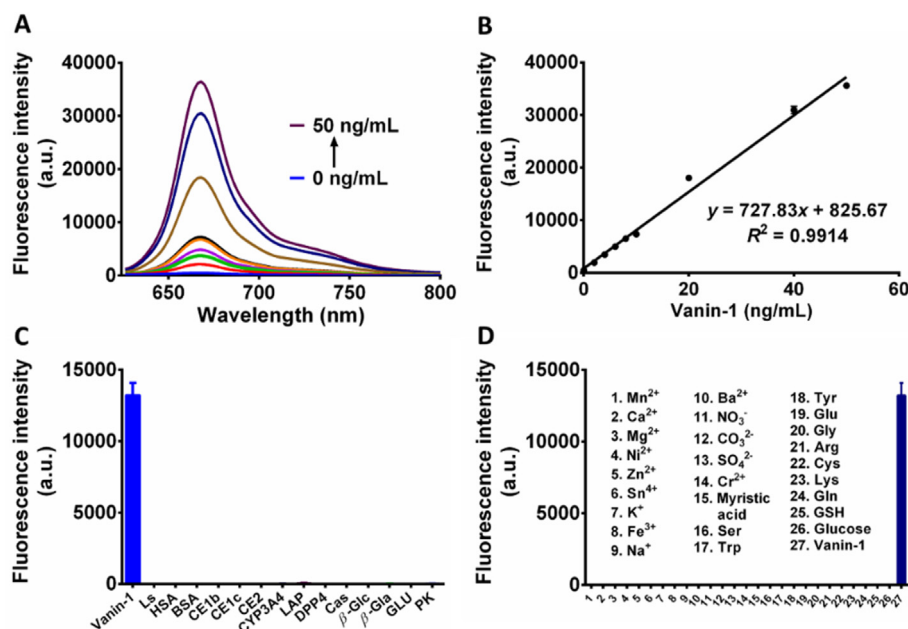 A
Fluorescence intensity
(a.u.)
40000
30000
20000
10000
0
50 ng/mL
0 ng/mL
650
700
750
800
Wavelength (nm)
B
Fluorescence intensity
(a.u.)
40000
30000
20000
10000
0
y = 727.83x + 825.67
R² = 0.9914
0
20
40
60
Vanin-1 (ng/mL)
C
Fluorescence intensity
(a.u.)
15000
10000
5000
0
Vanin-1
Ls
HSA
BSA
CE1b
CE1c
CE2
CYP3A4
LAP
DPP4
Cas
β-Glc
β-Gla
GLU
PK
D
Fluorescence intensity
(a.u.)
15000
10000
5000
0
1. Mn²⁺
2. Ca²⁺
3. Mg²⁺
4. Ni²⁺
5. Zn²⁺
6. Sn⁴⁺
7. K⁺
8. Fe³⁺
9. Na⁺
10. Ba²⁺
11. NO₃⁻
12. CO₃²⁻
13. SO₄²⁻
14. Cr²⁺
15. Myristic
acid
16. Ser
17. Trp
18. Tyr
19. Glu
20. Gly
21. Arg
22. Cys
23. Lys
24. Gln
25. GSH
26. Glucose
27. Vanin-1
1 2 3 4 5 6 7 8 9 10 11 12 13 14 15 16 17 18 19 20 21 22 23 24 25 26 27